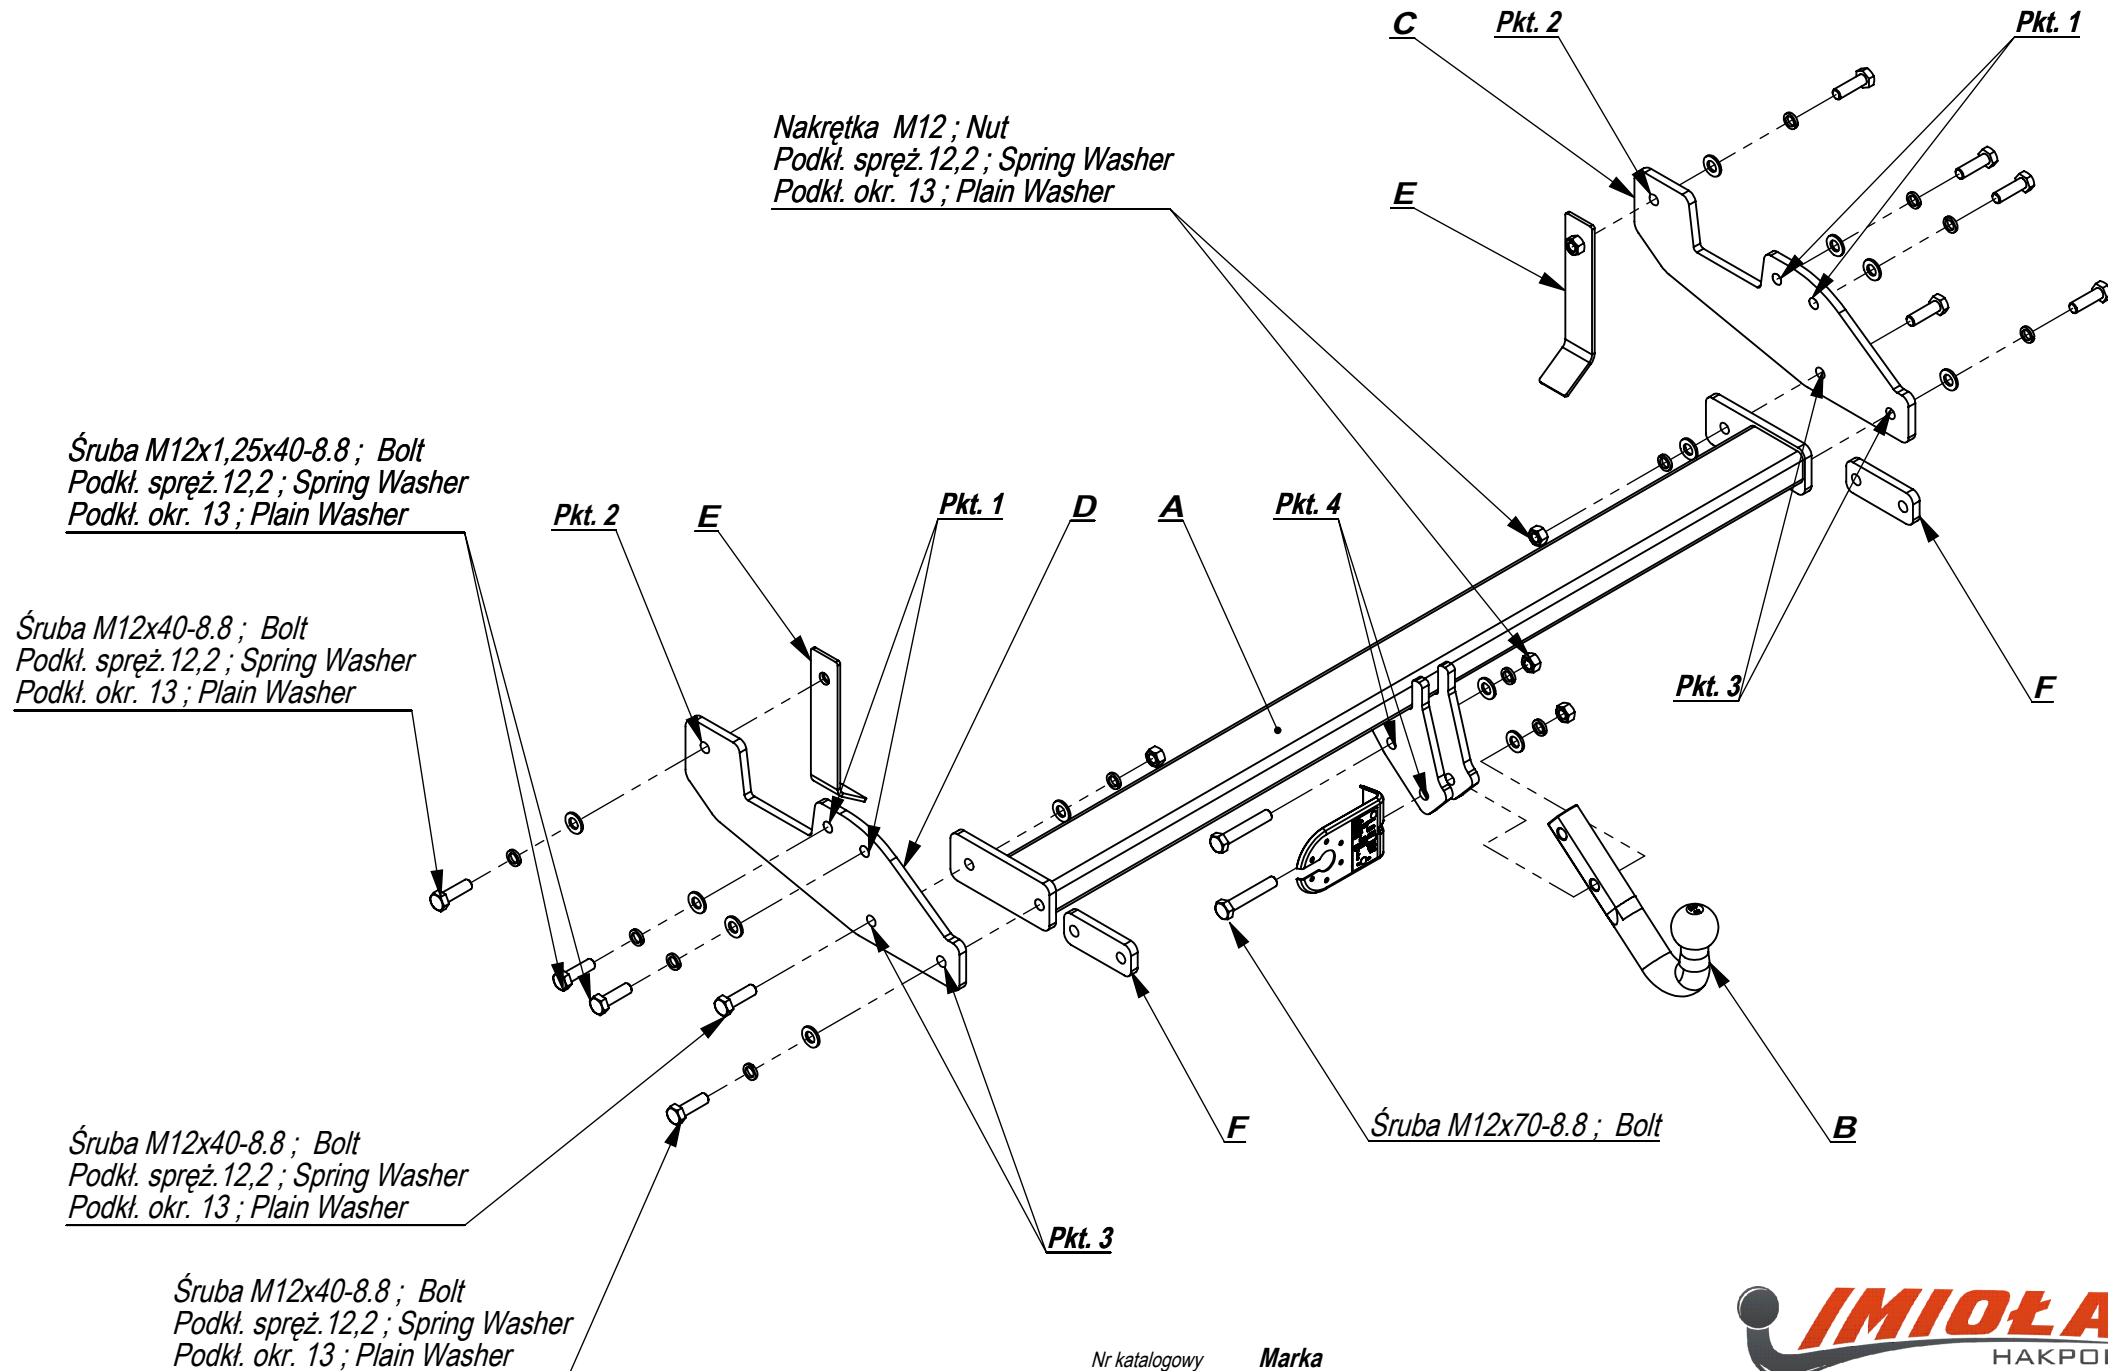 C
Pkt. 2
Pkt. 1
Nakrętka M12 ; Nut
Podkł. spręż.12,2 ; Spring Washer
Podkł. okr. 13 ; Plain Washer
E
Śruba M12x1,25x40-8.8 ; Bolt
Podkł. spręż.12,2 ; Spring Washer
Podkł. okr. 13 ; Plain Washer
Pkt. 2
E
Pkt. 1
D
A
Pkt. 4
Śruba M12x40-8.8 ; Bolt
Podkł. spręż.12,2 ; Spring Washer
Podkł. okr. 13 ; Plain Washer
Pkt. 3
F
Śruba M12x40-8.8 ; Bolt
Podkł. spręż.12,2 ; Spring Washer
Podkł. okr. 13 ; Plain Washer
F
Śruba M12x70-8.8 ; Bolt
B
Pkt. 3
Śruba M12x40-8.8 ; Bolt
Podkł. spręż.12,2 ; Spring Washer
Podkł. okr. 13 ; Plain Washer
Nr katalogowy
Marka
IMIOŁA
HAKPOL